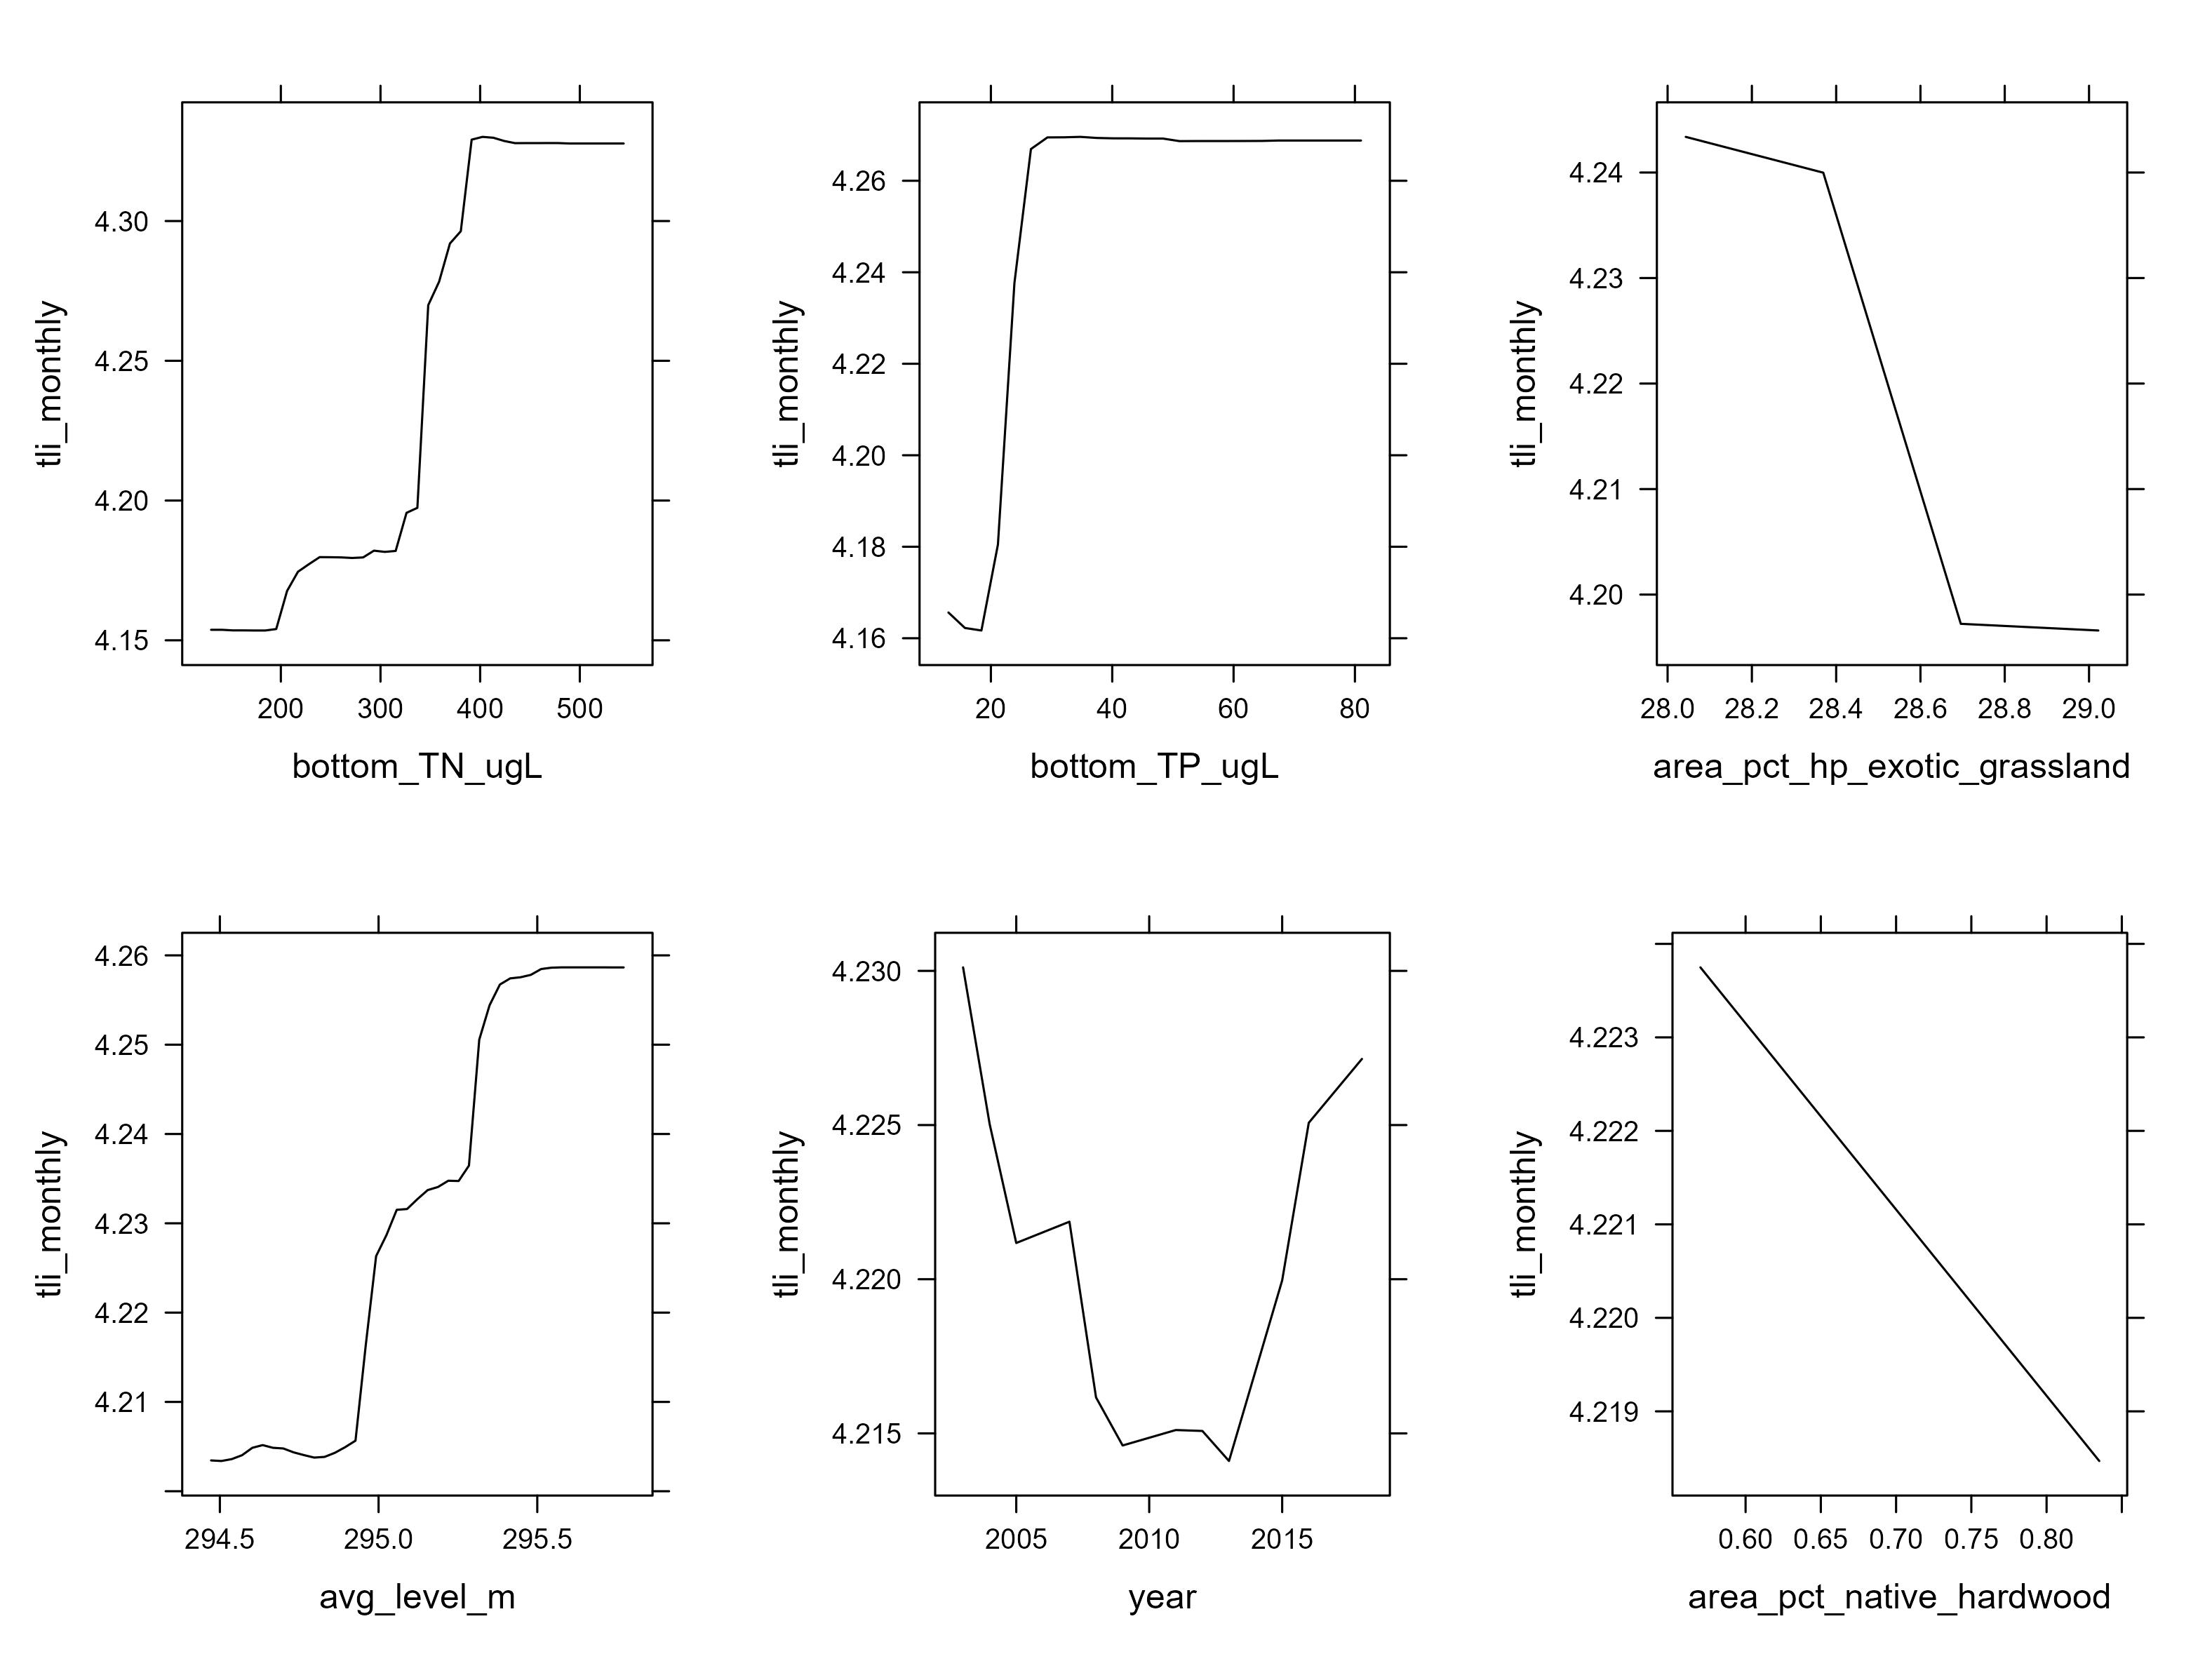 tli_monthly
4.30
4.25
4.20
4.15
200 300 400 500
bottom_TN_ugL
tli_monthly
4.26
4.24
4.22
4.20
4.18
4.16
20 40 60 80
bottom_TP_ugL
tli_monthly
4.24
4.23
4.22
4.21
4.20
28.0 28.2 28.4 28.6 28.8 29.0
area_pct_hp_exotic_grassland
tli_monthly
4.26
4.25
4.24
4.23
4.22
4.21
294.5 295.0 295.5
avg_level_m
tli_monthly
4.230
4.225
4.220
4.215
2005 2010 2015
year
tli_monthly
4.223
4.222
4.221
4.220
4.219
0.60 0.65 0.70 0.75 0.80
area_pct_native_hardwood